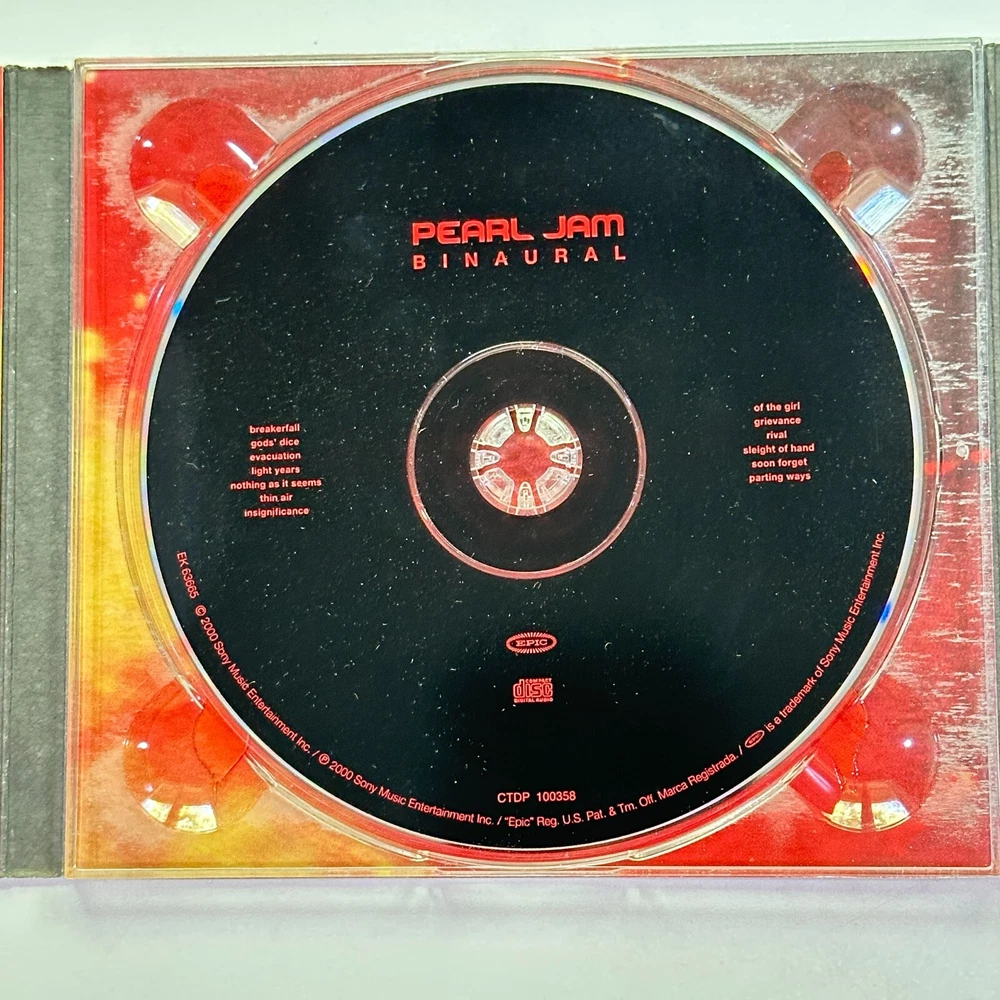 PEARL JAM
BINAURAL
breakerfall
gods' dice
evacuation
light years
nothing as it seems
thin air
insignificance
of the girl
grievance
rival
sleight of hand
soon forget
parting ways
EPIC
COMPACT
disc
DIGITAL AUDIO
CTDP 100358
EK 63665 © 2000 Sony Music Entertainment Inc. / ℗ 2000 Sony Music Entertainment Inc. / "Epic" Reg. U.S. Pat. & Tm. Off. Marca Registrada. / EPIC is a trademark of Sony Music Entertainment Inc.